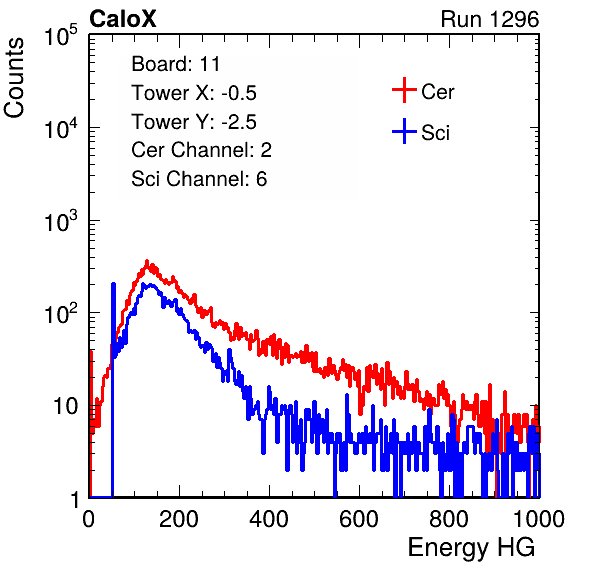 CaloX Run 1296
Counts
10^5
10^4
10^3
10^2
10
1
Board: 11
Tower X: -0.5
Tower Y: -2.5
Cer Channel: 2
Sci Channel: 6
Cer
Sci
0 200 400 600 800 1000
Energy HG